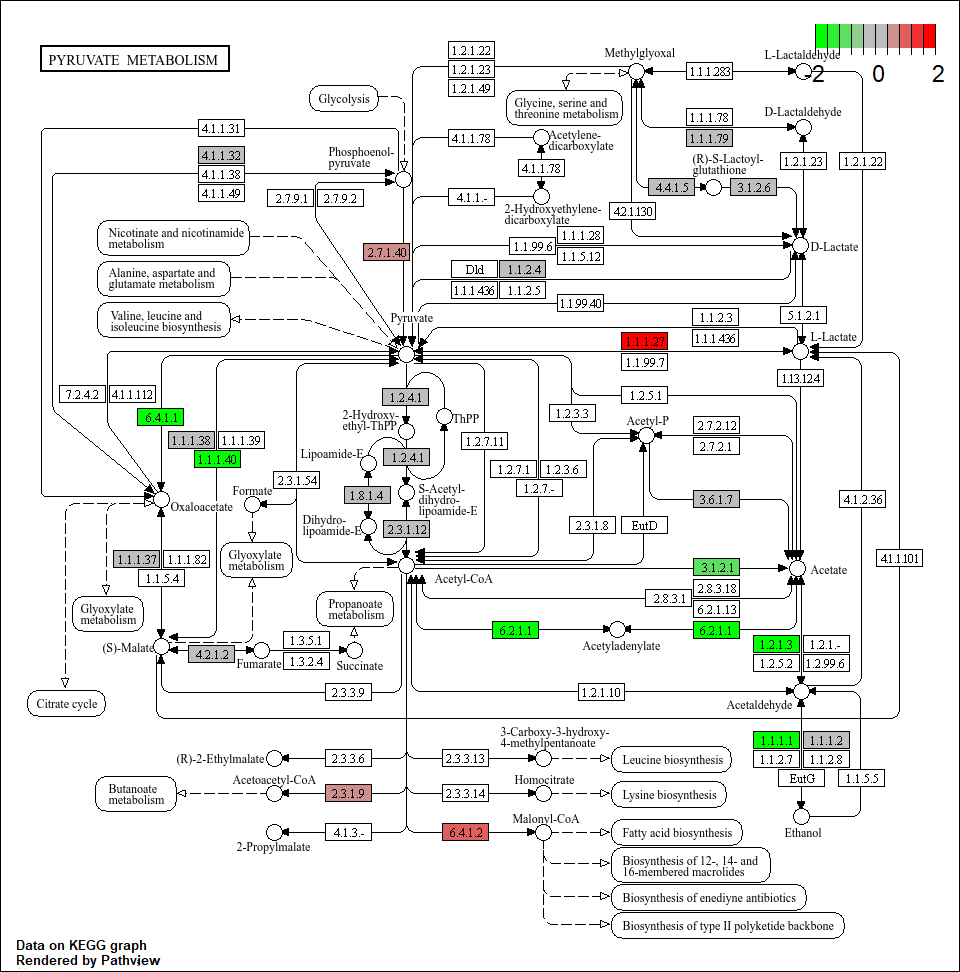 PYRUVATE METABOLISM
-2 0 2
1.2.1.22
1.2.1.23
1.2.1.49
Methylglyoxal
1.1.1.283
L-Lactaldehyde
Glycolysis
Glycine, serine and
threonine metabolism
1.1.1.78
1.1.1.79
D-Lactaldehyde
4.1.1.31
4.1.1.32
4.1.1.38
4.1.1.49
Phosphoenol-
pyruvate
4.1.1.78
Acetylene-
dicarboxylate
4.1.1.78
(R)-S-Lactoyl-
glutathione
1.2.1.23
1.2.1.22
2.7.9.1
2.7.9.2
4.1.1.-
2-Hydroxyethylene-
dicarboxylate
4.4.1.5
3.1.2.6
4.2.1.130
Nicotinate and nicotinamide
metabolism
2.7.1.40
1.1.99.6
1.1.1.28
1.1.5.12
D-Lactate
Alanine, aspartate and
glutamate metabolism
Dld
1.1.2.4
1.1.1.436
1.1.2.5
1.1.99.40
Valine, leucine and
isoleucine biosynthesis
Pyruvate
1.1.2.3
1.1.1.436
5.1.2.1
1.1.1.27
1.1.99.7
L-Lactate
1.13.12.4
7.2.4.2
4.1.1.112
6.4.1.1
1.2.4.1
1.2.5.1
1.2.3.3
2-Hydroxy-
ethyl-ThPP
ThPP
Acetyl-P
2.7.2.12
2.7.2.1
1.1.1.38
1.1.1.39
1.1.1.40
Lipoamide-E
1.2.4.1
1.2.7.11
1.2.7.1
1.2.3.6
1.2.7.-
2.3.1.54
Formate
1.8.1.4
S-Acetyl-
dihydro-
lipoamide-E
3.6.1.7
4.1.2.36
Oxaloacetate
Dihydro-
lipoamide-E
2.3.1.12
2.3.1.8
EutD
1.1.1.37
1.1.1.82
1.1.5.4
Glyoxylate
metabolism
4.1.1.101
Acetyl-CoA
3.1.2.1
Acetate
Glyoxylate
metabolism
Propanoate
metabolism
2.8.3.1
2.8.3.18
6.2.1.13
6.2.1.1
Acetyladenylate
6.2.1.1
(S)-Malate
4.2.1.2
Fumarate
1.3.5.1
1.3.2.4
Succinate
1.2.1.3
1.2.1.-
1.2.5.2
1.2.99.6
Citrate cycle
2.3.3.9
1.2.1.10
Acetaldehyde
(R)-2-Ethylmalate
2.3.3.6
2.3.3.13
3-Carboxy-3-hydroxy-
4-methylpentanoate
Leucine biosynthesis
1.1.1.1
1.1.1.2
1.1.2.7
1.1.2.8
EutG
1.1.5.5
Butanoate
metabolism
Acetoacetyl-CoA
2.3.1.9
2.3.3.14
Homocitrate
Lysine biosynthesis
Ethanol
2-Propylmalate
4.1.3.-
6.4.1.2
Malonyl-CoA
Fatty acid biosynthesis
Biosynthesis of 12-, 14- and
16-membered macrolides
Biosynthesis of enediyne antibiotics
Biosynthesis of type II polyketide backbone
Data on KEGG graph
Rendered by Pathview